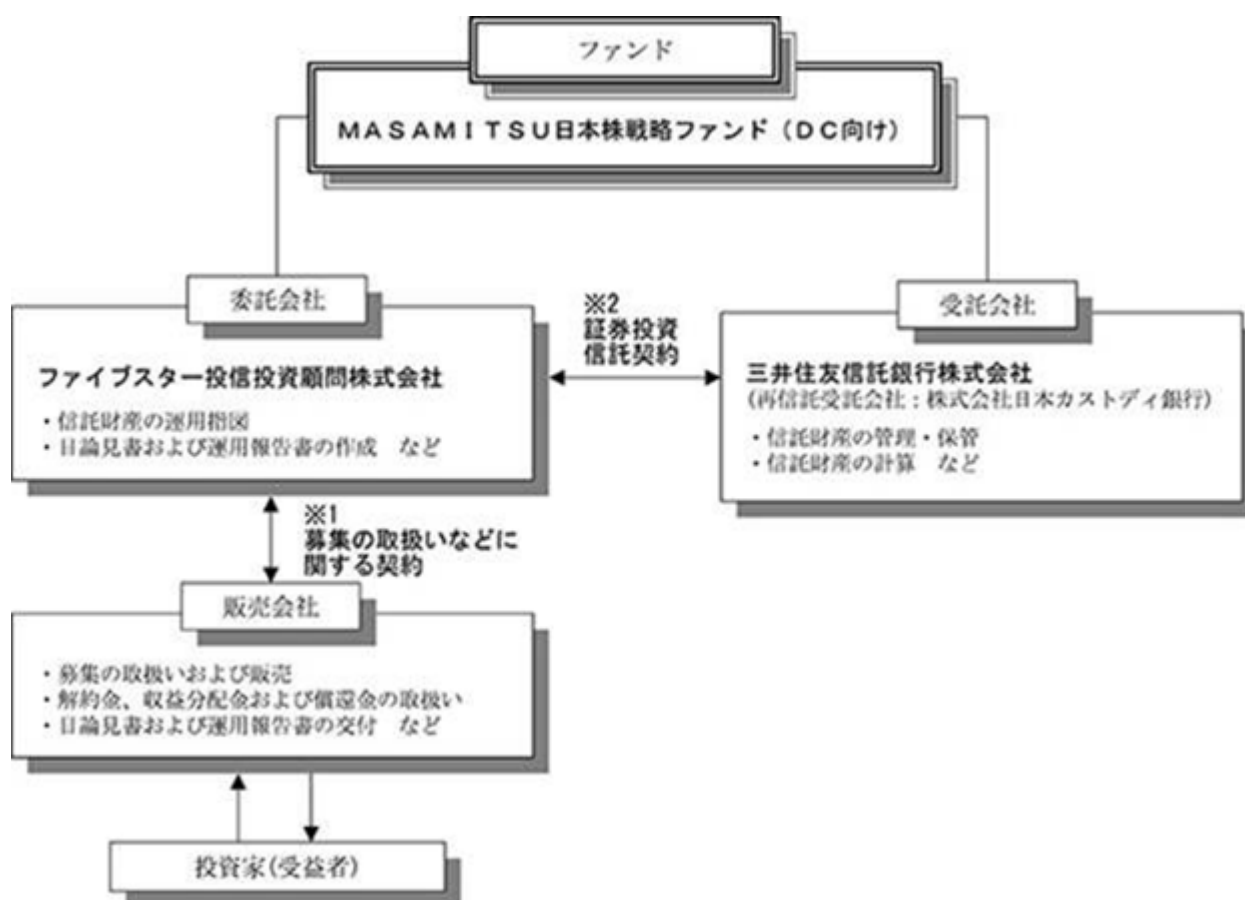 ファンド
MASAMITSU日本株戦略ファンド（DC向け）
委託会社
ファイブスター投信投資顧問株式会社
・信託財産の運用指図
・目論見書および運用報告書の作成　など
※2
証券投資
信託契約
受託会社
三井住友信託銀行株式会社
(再信託受託会社：株式会社日本カストディ銀行)
・信託財産の管理・保管
・信託財産の計算　など
※1
募集の取扱いなどに
関する契約
販売会社
・募集の取扱いおよび販売
・解約金、収益分配金および償還金の取扱い
・目論見書および運用報告書の交付　など
投資家(受益者)